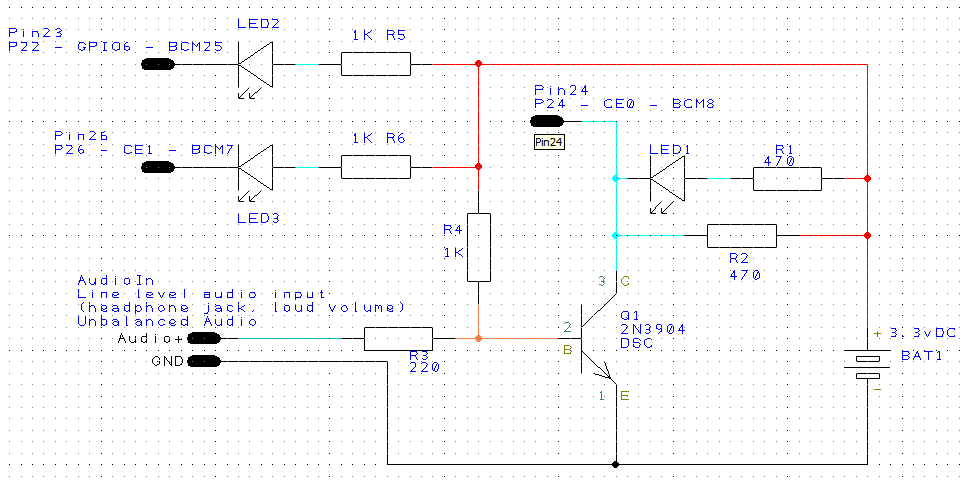 LED2
Pin23
P22 - GPIO6 - BCM25
1K R5
Pin24
P24 - CE0 - BCM8
Pin24
Pin26
P26 - CE1 - BCM7
1K R6
LED3
LED1
R1
470
R4
1K
R2
470
AudioIn
Line level audio input
(headphone jack, loud volume)
Unbalanced Audio
Audio+
GND
R3
220
3 C
2
B
1 E
Q1
2N3904
DSC
+ 3.3vDC
BAT1
-